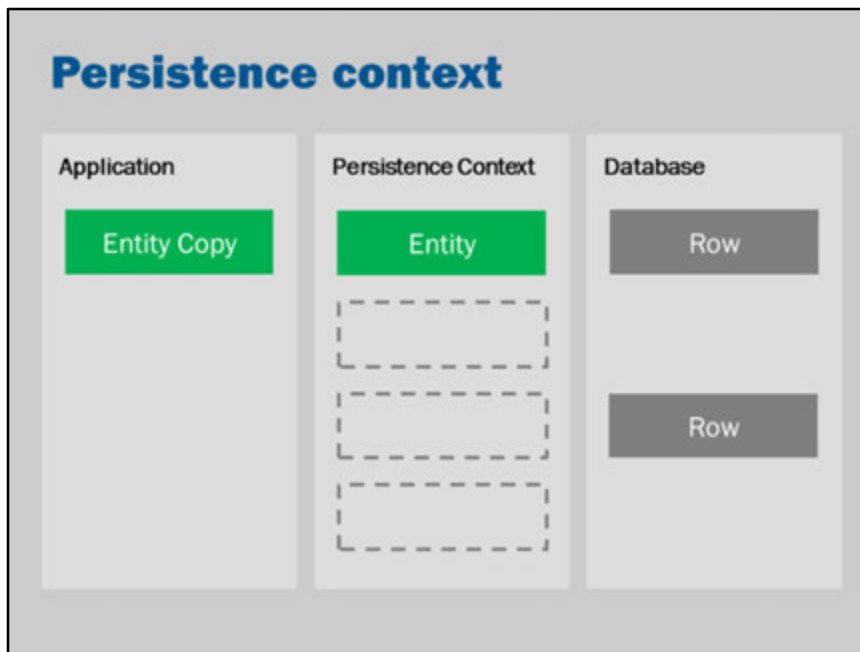 Persistence context
Application
Persistence Context
Database
Entity Copy
Entity
Row
Row